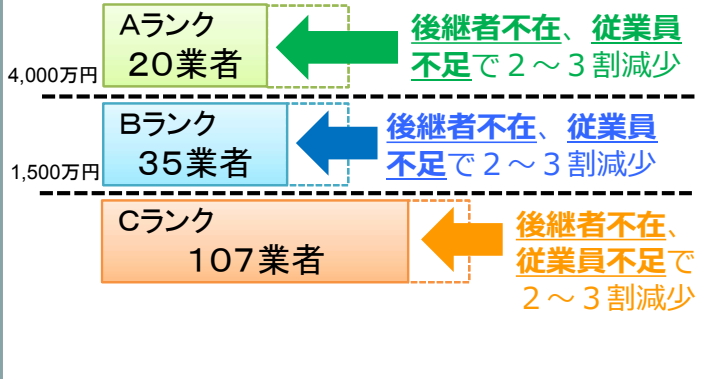 Aランク
20業者
後継者不在、従業員
不足で２～３割減少
4,000万円
Bランク
35業者
後継者不在、従業員
不足で２～３割減少
1,500万円
Cランク
107業者
後継者不在、
従業員不足で
２～３割減少